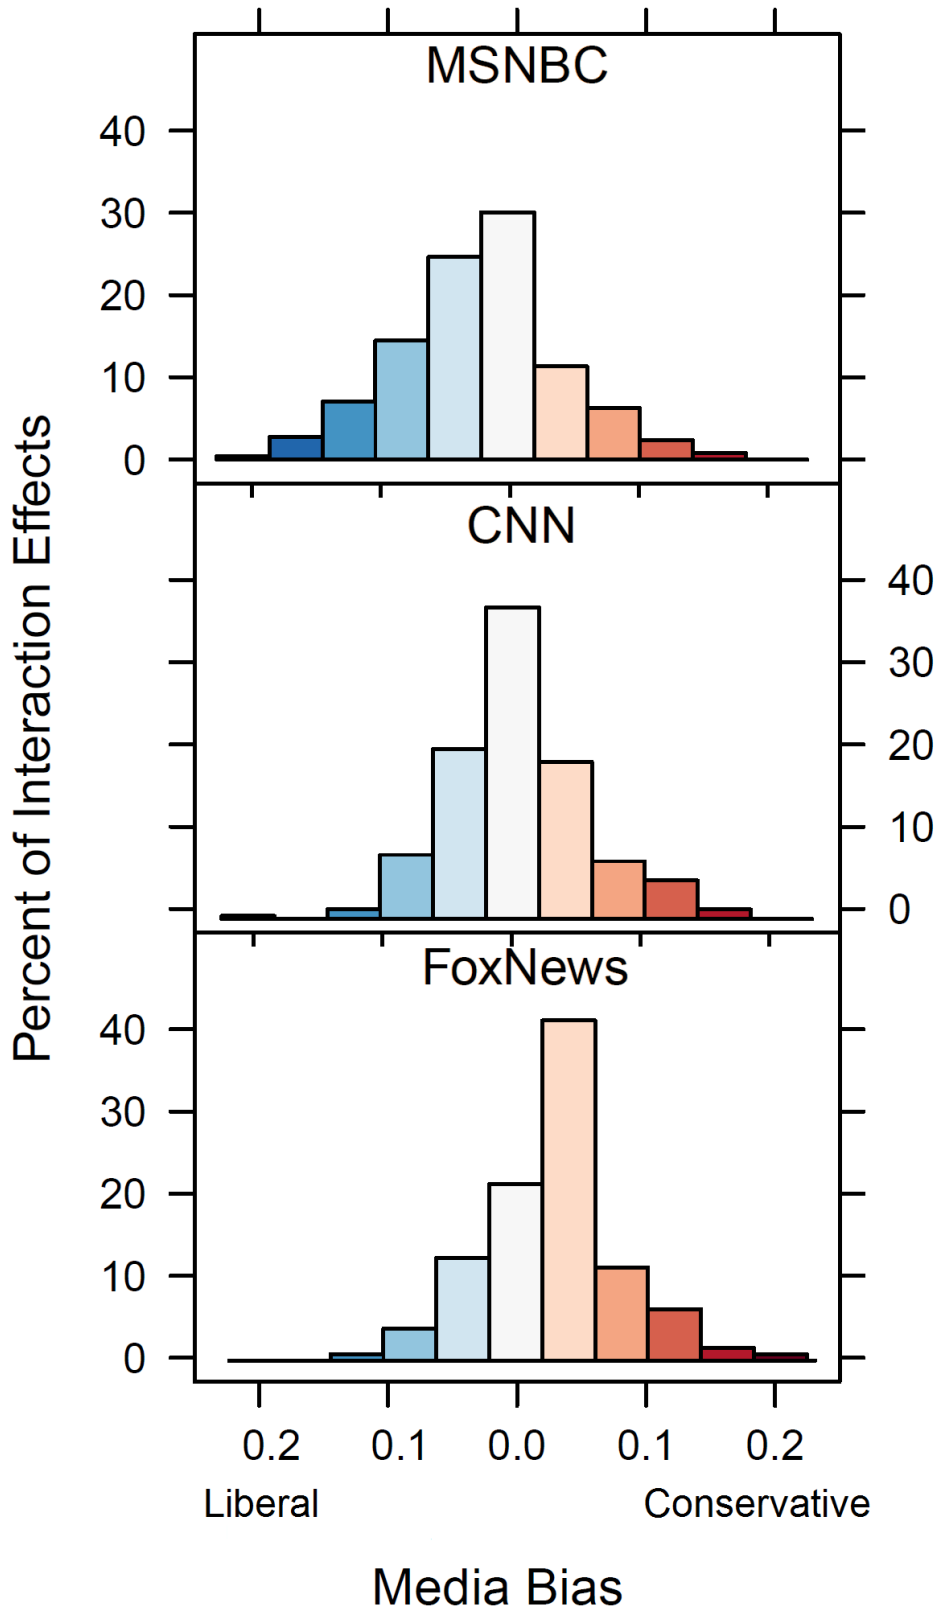 MSNBC
40
30
20
10
0
CNN
40
30
20
10
0
FoxNews
40
30
20
10
0
Percent of Interaction Effects
0.2 0.1 0.0 0.1 0.2
Liberal Conservative
Media Bias